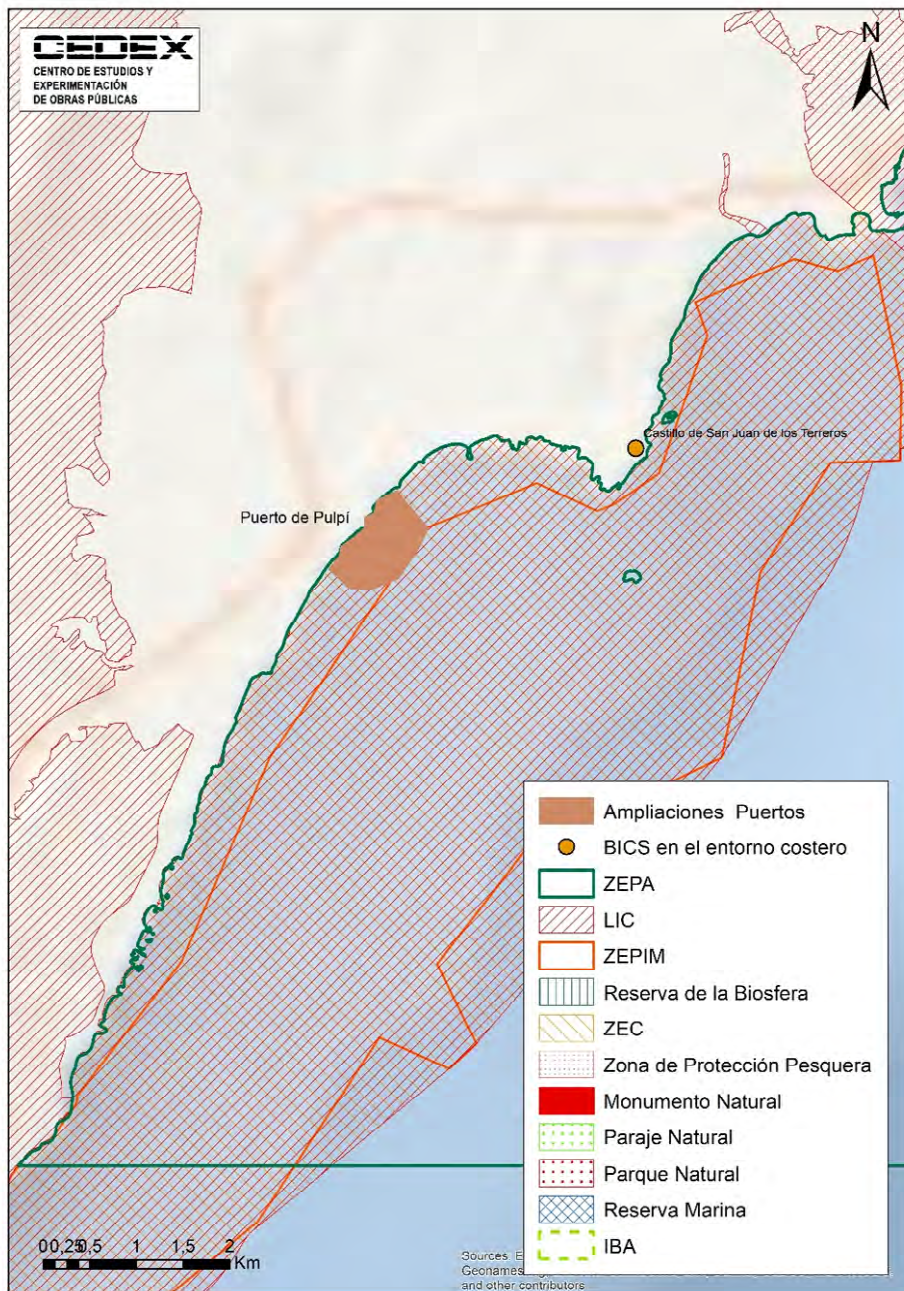 CEDEX
CENTRO DE ESTUDIOS Y
EXPERIMENTACIÓN
DE OBRAS PÚBLICAS
N
Castillo de San Juan de los Terreros
Puerto de Pulpí
Ampliaciones Puertos
BICS en el entorno costero
ZEPA
LIC
ZEPIM
Reserva de la Biosfera
ZEC
Zona de Protección Pesquera
Monumento Natural
Paraje Natural
Parque Natural
Reserva Marina
IBA
0 0,25 0,5 1 1,5 2
Km
Sources
Geonames
and other contributors